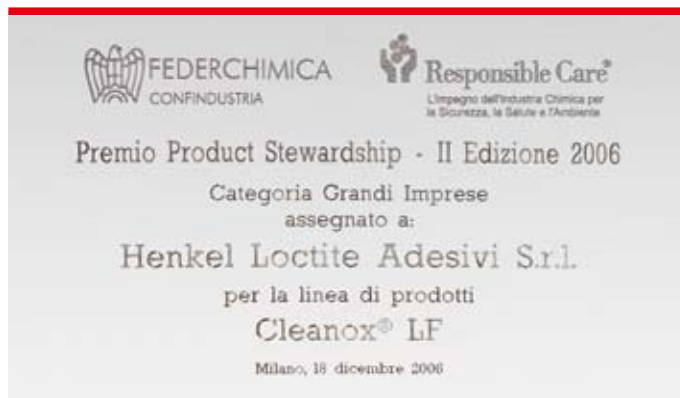 FEDERCHIMICA
CONFINDUSTRIA
Responsible Care®
L'Impegno dell'Industria Chimica per
la Sicurezza, la Salute e l'Ambiente
Premio Product Stewardship - II Edizione 2006
Categoria Grandi Imprese
assegnato a:
Henkel Loctite Adesivi S.r.l.
per la linea di prodotti
Cleanox® LF
Milano, 18 dicembre 2006